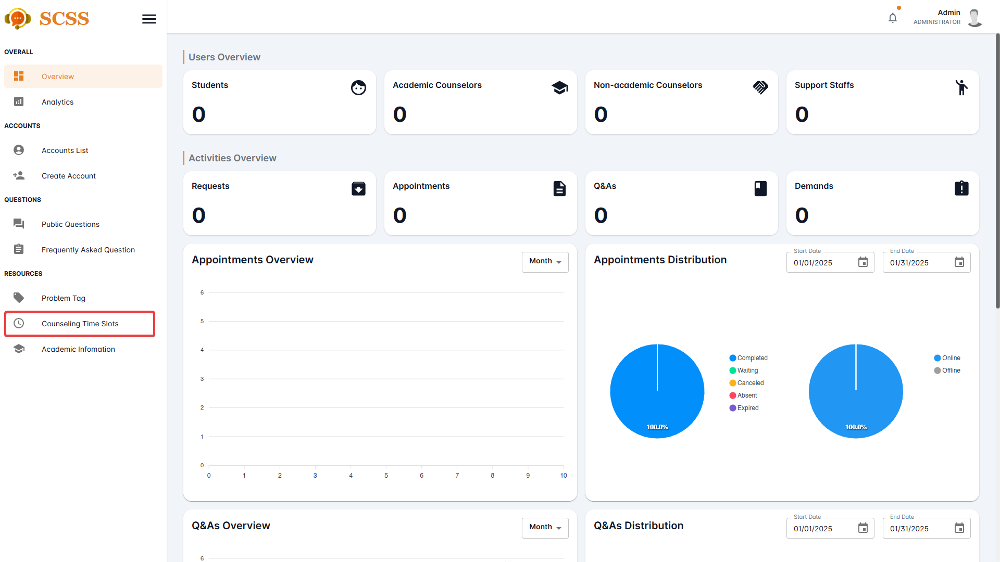 SCSS
Admin
ADMINISTRATOR
OVERALL
Overview
Analytics
ACCOUNTS
Accounts List
Create Account
QUESTIONS
Public Questions
Frequently Asked Question
RESOURCES
Problem Tag
Counseling Time Slots
Academic Infomation
Users Overview
Students
0
Academic Counselors
0
Non-academic Counselors
0
Support Staffs
0
Activities Overview
Requests
0
Appointments
0
Q&As
0
Demands
0
Appointments Overview
Month
6
5
4
3
2
1
0
0 1 2 3 4 5 6 7 8 9 10
Appointments Distribution
Start Date
01/01/2025
End Date
01/31/2025
100.0%
Completed
Waiting
Canceled
Absent
Expired
100.0%
Online
Offline
Q&As Overview
Month
6
Q&As Distribution
Start Date
01/01/2025
End Date
01/31/2025